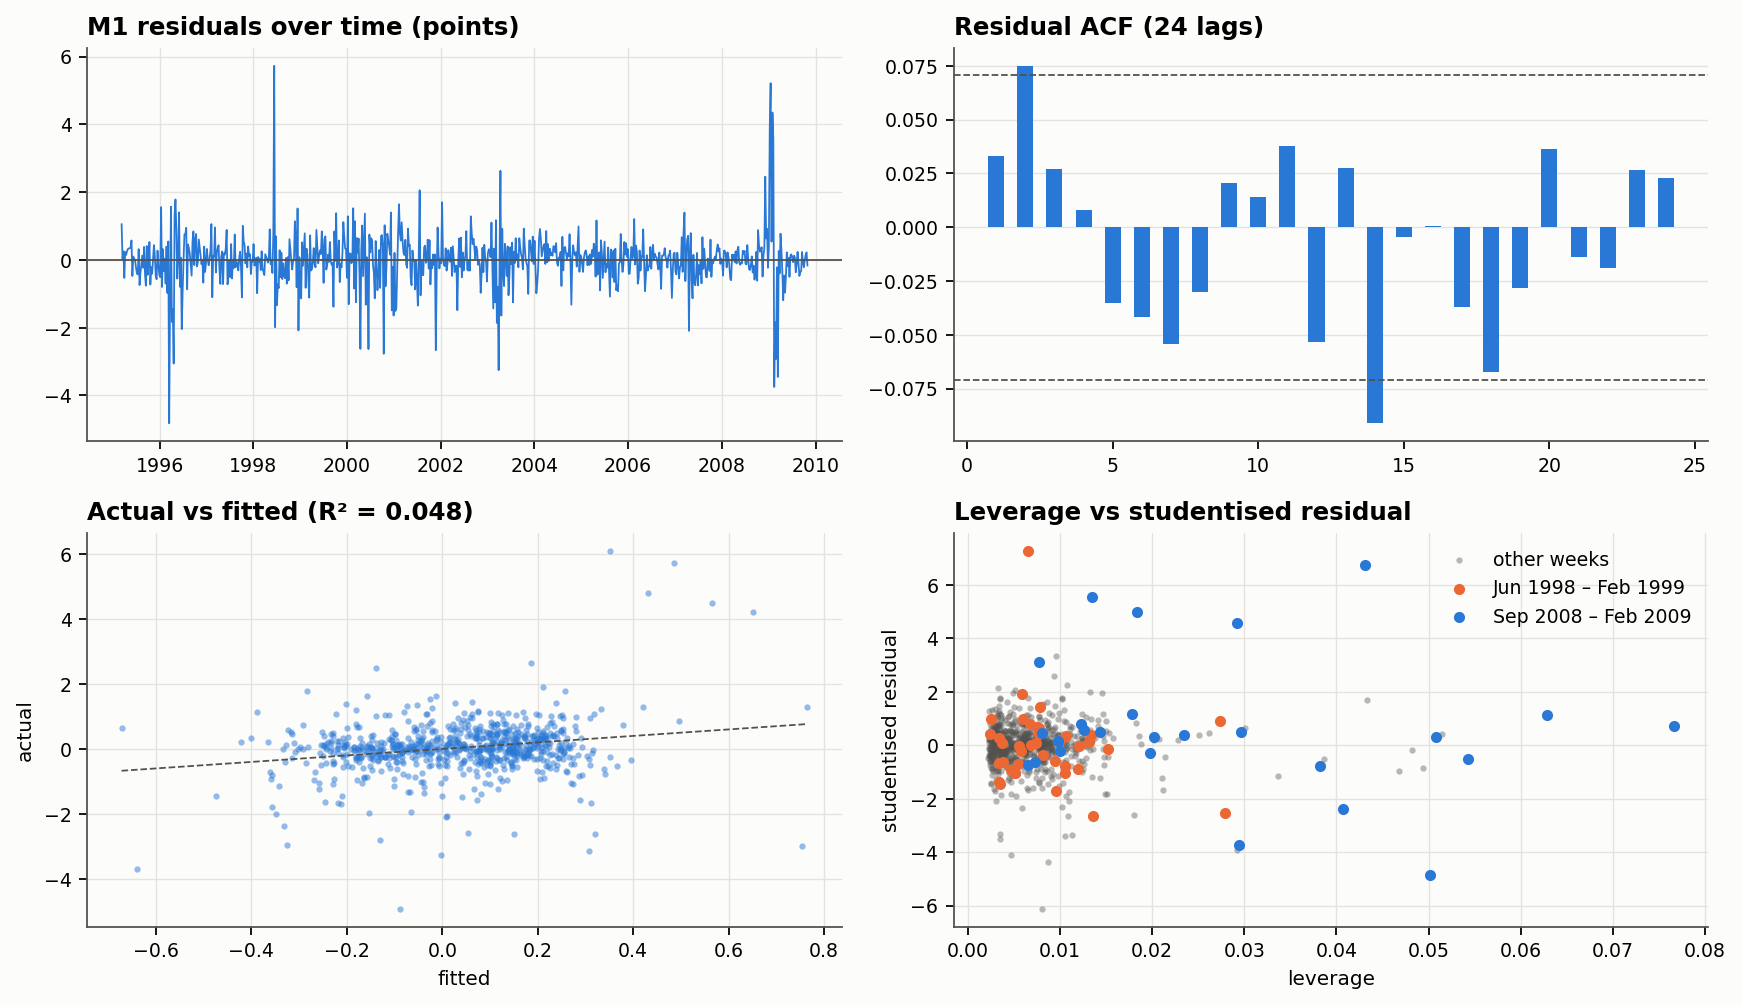 M1 residuals over time (points)
6
4
2
0
−2
−4
1996 1998 2000 2002 2004 2006 2008 2010
Residual ACF (24 lags)
0.075
0.050
0.025
0.000
−0.025
−0.050
−0.075
0 5 10 15 20 25
Actual vs fitted (R² = 0.048)
actual
6
4
2
0
−2
−4
−0.6 −0.4 −0.2 0.0 0.2 0.4 0.6 0.8
fitted
Leverage vs studentised residual
studentised residual
6
4
2
0
−2
−4
−6
other weeks
Jun 1998 – Feb 1999
Sep 2008 – Feb 2009
0.00 0.01 0.02 0.03 0.04 0.05 0.06 0.07 0.08
leverage